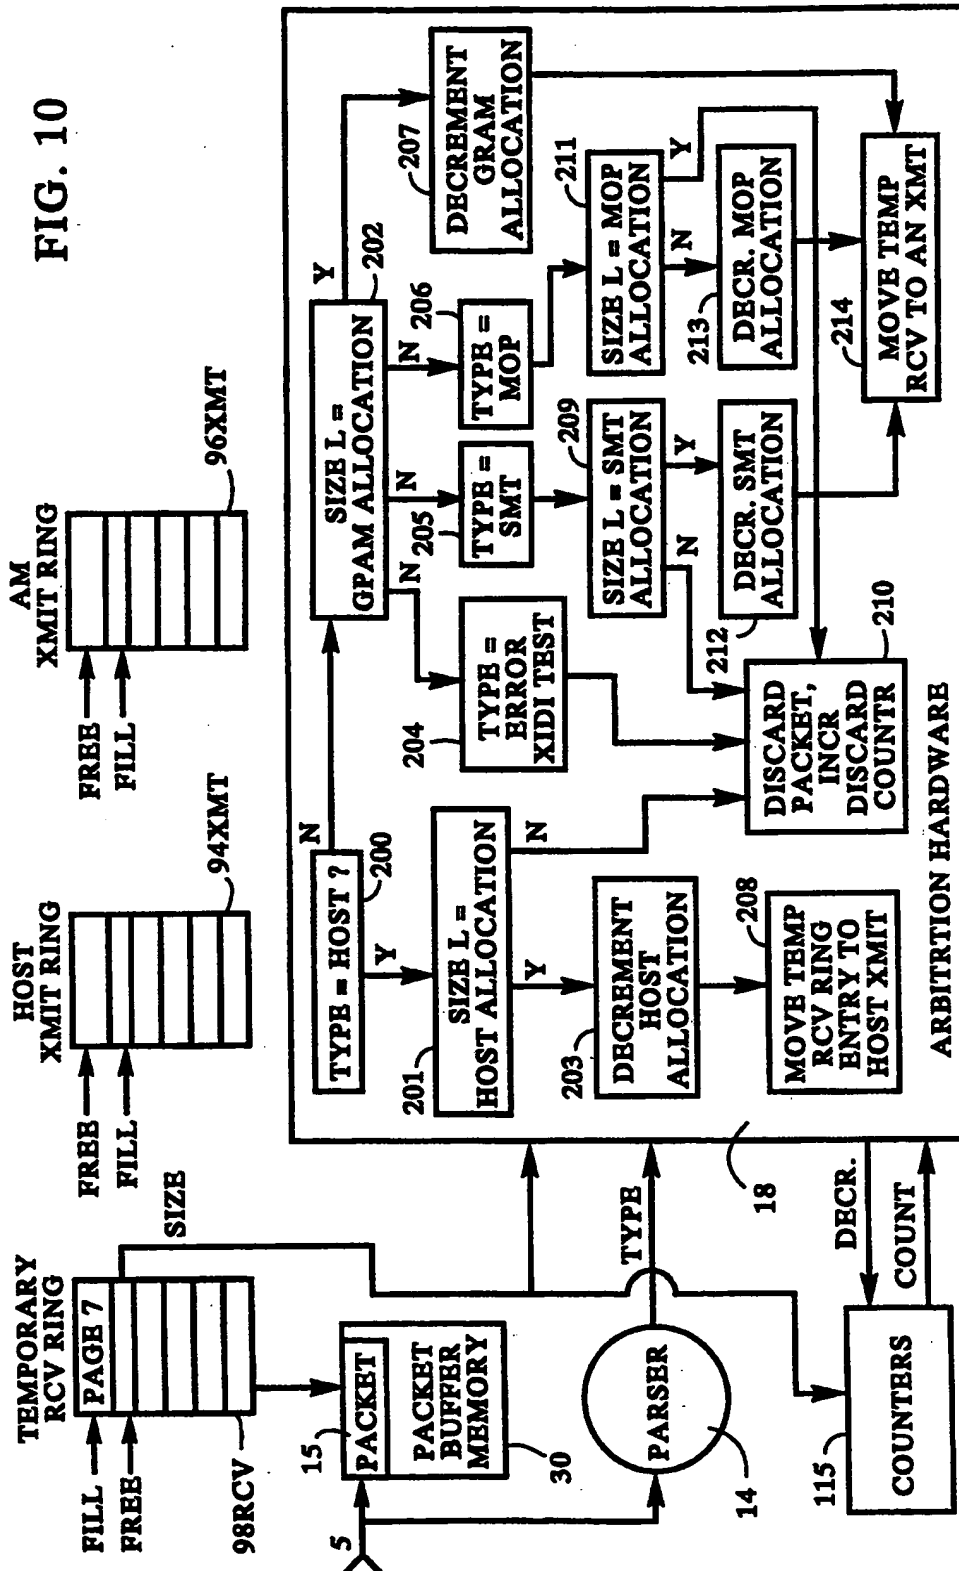 FIG. 10
TEMPORARY
RCV RING
FILL
FREE
PAGE 7
98RCV
SIZE
HOST
XMIT RING
FREE
FILL
94XMT
AM
XMIT RING
FREE
FILL
96XMT
5
15
PACKET
PACKET
BUFFER
MEMORY
30
PARSER
14
TYPE
COUNTERS
115
DECR.
COUNT
18
TYPE = HOST ?
200
N
Y
SIZE L =
HOST ALLOCATION
201
Y
N
DECREMENT
HOST
ALLOCATION
203
MOVE TEMP
RCV RING
ENTRY TO
HOST XMIT
208
SIZE L =
GPAM ALLOCATION
202
Y
N
N
N
TYPE =
ERROR
XIDI TEST
204
TYPE =
SMT
205
TYPE =
MOP
206
DECREMENT
GRAM
ALLOCATION
207
SIZE L = SMT
ALLOCATION
209
N
Y
SIZE L = MOP
ALLOCATION
211
N
Y
DISCARD
PACKET,
INCR
DISCARD
COUNTR
210
DECR. SMT
ALLOCATION
212
DECR. MOP
ALLOCATION
213
MOVE TEMP
RCV TO AN XMT
214
ARBITRTION HARDWARE